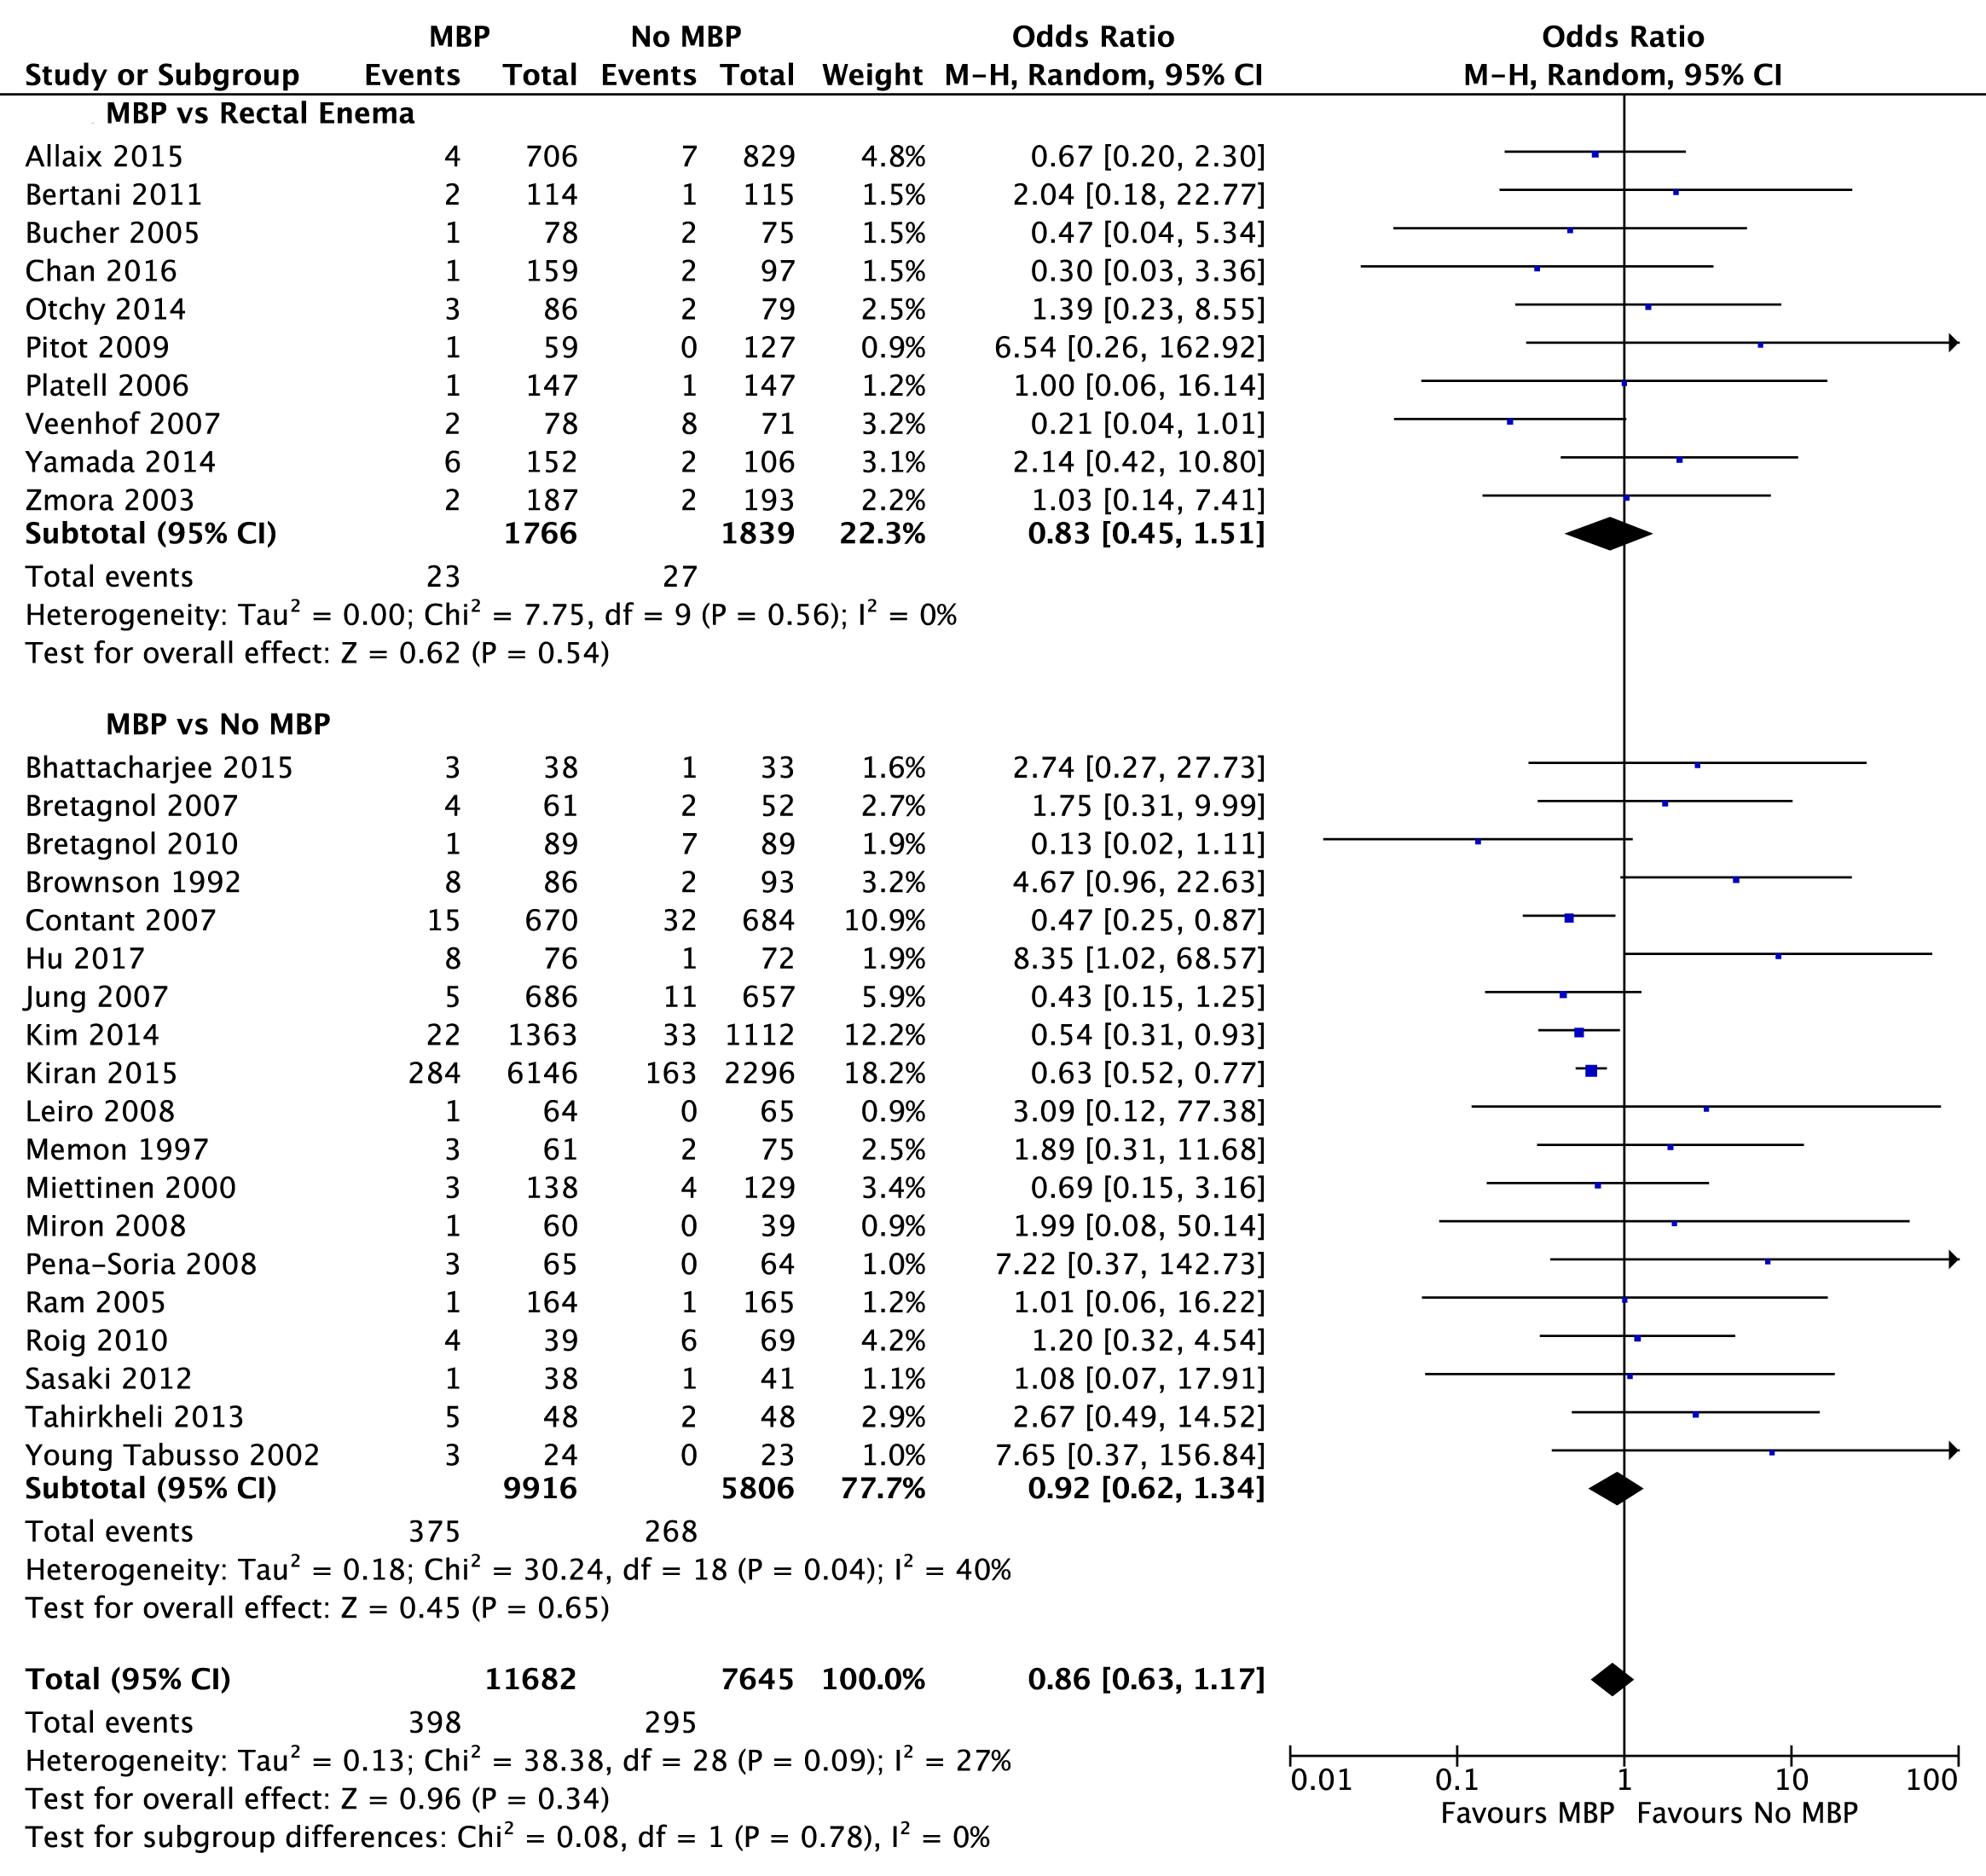 MBP No MBP Odds Ratio Odds Ratio
Study or Subgroup Events Total Events Total Weight M-H, Random, 95% CI M-H, Random, 95% CI
MBP vs Rectal Enema
Allaix 2015 4 706 7 829 4.8% 0.67 [0.20, 2.30]
Bertani 2011 2 114 1 115 1.5% 2.04 [0.18, 22.77]
Bucher 2005 1 78 2 75 1.5% 0.47 [0.04, 5.34]
Chan 2016 1 159 2 97 1.5% 0.30 [0.03, 3.36]
Otchy 2014 3 86 2 79 2.5% 1.39 [0.23, 8.55]
Pitot 2009 1 59 0 127 0.9% 6.54 [0.26, 162.92]
Platell 2006 1 147 1 147 1.2% 1.00 [0.06, 16.14]
Veenhof 2007 2 78 8 71 3.2% 0.21 [0.04, 1.01]
Yamada 2014 6 152 2 106 3.1% 2.14 [0.42, 10.80]
Zmora 2003 2 187 2 193 2.2% 1.03 [0.14, 7.41]
Subtotal (95% CI) 1766 1839 22.3% 0.83 [0.45, 1.51]
Total events 23 27
Heterogeneity: Tau² = 0.00; Chi² = 7.75, df = 9 (P = 0.56); I² = 0%
Test for overall effect: Z = 0.62 (P = 0.54)
MBP vs No MBP
Bhattacharjee 2015 3 38 1 33 1.6% 2.74 [0.27, 27.73]
Bretagnol 2007 4 61 2 52 2.7% 1.75 [0.31, 9.99]
Bretagnol 2010 1 89 7 89 1.9% 0.13 [0.02, 1.11]
Brownson 1992 8 86 2 93 3.2% 4.67 [0.96, 22.63]
Contant 2007 15 670 32 684 10.9% 0.47 [0.25, 0.87]
Hu 2017 8 76 1 72 1.9% 8.35 [1.02, 68.57]
Jung 2007 5 686 11 657 5.9% 0.43 [0.15, 1.25]
Kim 2014 22 1363 33 1112 12.2% 0.54 [0.31, 0.93]
Kiran 2015 284 6146 163 2296 18.2% 0.63 [0.52, 0.77]
Leiro 2008 1 64 0 65 0.9% 3.09 [0.12, 77.38]
Memon 1997 3 61 2 75 2.5% 1.89 [0.31, 11.68]
Miettinen 2000 3 138 4 129 3.4% 0.69 [0.15, 3.16]
Miron 2008 1 60 0 39 0.9% 1.99 [0.08, 50.14]
Pena-Soria 2008 3 65 0 64 1.0% 7.22 [0.37, 142.73]
Ram 2005 1 164 1 165 1.2% 1.01 [0.06, 16.22]
Roig 2010 4 39 6 69 4.2% 1.20 [0.32, 4.54]
Sasaki 2012 1 38 1 41 1.1% 1.08 [0.07, 17.91]
Tahirkheli 2013 5 48 2 48 2.9% 2.67 [0.49, 14.52]
Young Tabusso 2002 3 24 0 23 1.0% 7.65 [0.37, 156.84]
Subtotal (95% CI) 9916 5806 77.7% 0.92 [0.62, 1.34]
Total events 375 268
Heterogeneity: Tau² = 0.18; Chi² = 30.24, df = 18 (P = 0.04); I² = 40%
Test for overall effect: Z = 0.45 (P = 0.65)
Total (95% CI) 11682 7645 100.0% 0.86 [0.63, 1.17]
Total events 398 295
Heterogeneity: Tau² = 0.13; Chi² = 38.38, df = 28 (P = 0.09); I² = 27%
Test for overall effect: Z = 0.96 (P = 0.34)
Test for subgroup differences: Chi² = 0.08, df = 1 (P = 0.78), I² = 0%
0.01 0.1 1 10 100
Favours MBP Favours No MBP